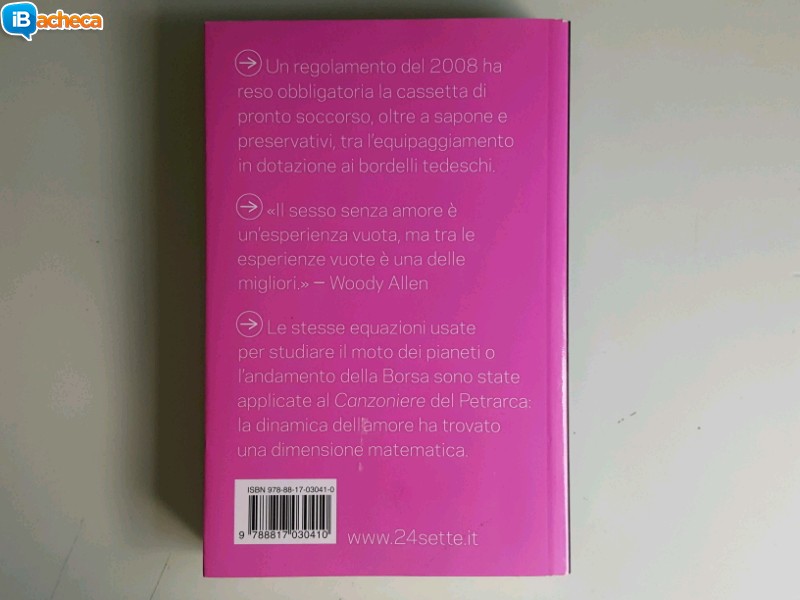 iBacheca
Un regolamento del 2008 ha
reso obbligatoria la cassetta di
pronto soccorso, oltre a sapone e
preservativi, tra l'equipaggiamento
in dotazione ai bordelli tedeschi.
«Il sesso senza amore è
un'esperienza vuota, ma tra le
esperienze vuote è una delle
migliori.» – Woody Allen
Le stesse equazioni usate
per studiare il moto dei pianeti o
l'andamento della Borsa sono state
applicate al Canzoniere del Petrarca:
la dinamica dell'amore ha trovato
una dimensione matematica.
ISBN 978-88-17-03041-0
9 788817 030410
www.24sette.it